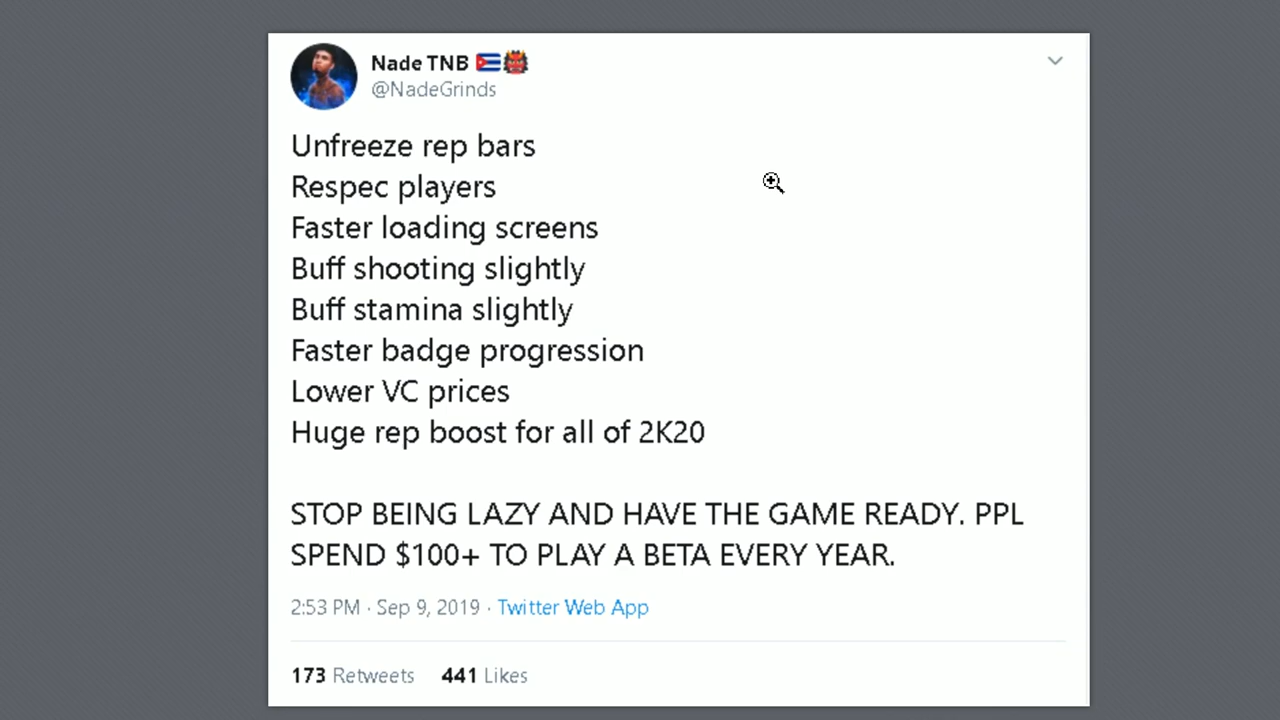 Nade TNB 🇨🇺👹
@NadeGrinds
Unfreeze rep bars
Respec players
Faster loading screens
Buff shooting slightly
Buff stamina slightly
Faster badge progression
Lower VC prices
Huge rep boost for all of 2K20
STOP BEING LAZY AND HAVE THE GAME READY. PPL
SPEND $100+ TO PLAY A BETA EVERY YEAR.
2:53 PM · Sep 9, 2019 · Twitter Web App
173 Retweets 441 Likes